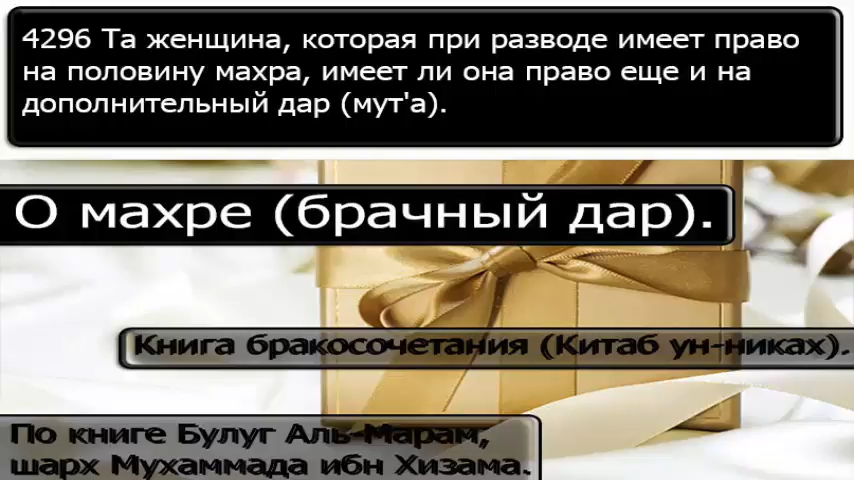 4296 Та женщина, которая при разводе имеет право
на половину махра, имеет ли она право еще и на
дополнительный дар (мут'а).
О махре (брачный дар).
Книга бракосочетания (Китаб ун-никах).
По книге Булуг Аль-Марам,
шарх Мухаммада ибн Хизама.